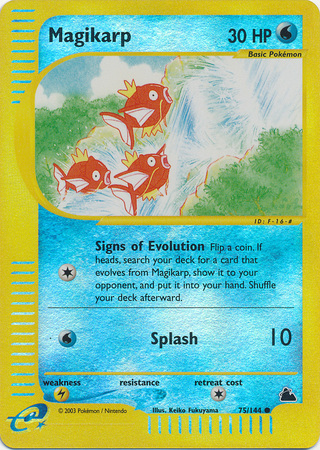 Magikarp 30 HP
Basic Pokémon
ID: F-16-#
Signs of Evolution Flip a coin. If
heads, search your deck for a card that
evolves from Magikarp, show it to your
opponent, and put it into your hand. Shuffle
your deck afterward.
Splash 10
weakness resistance retreat cost
© 2003 Pokémon / Nintendo Illus. Keiko Fukuyama 75/144 ●
e